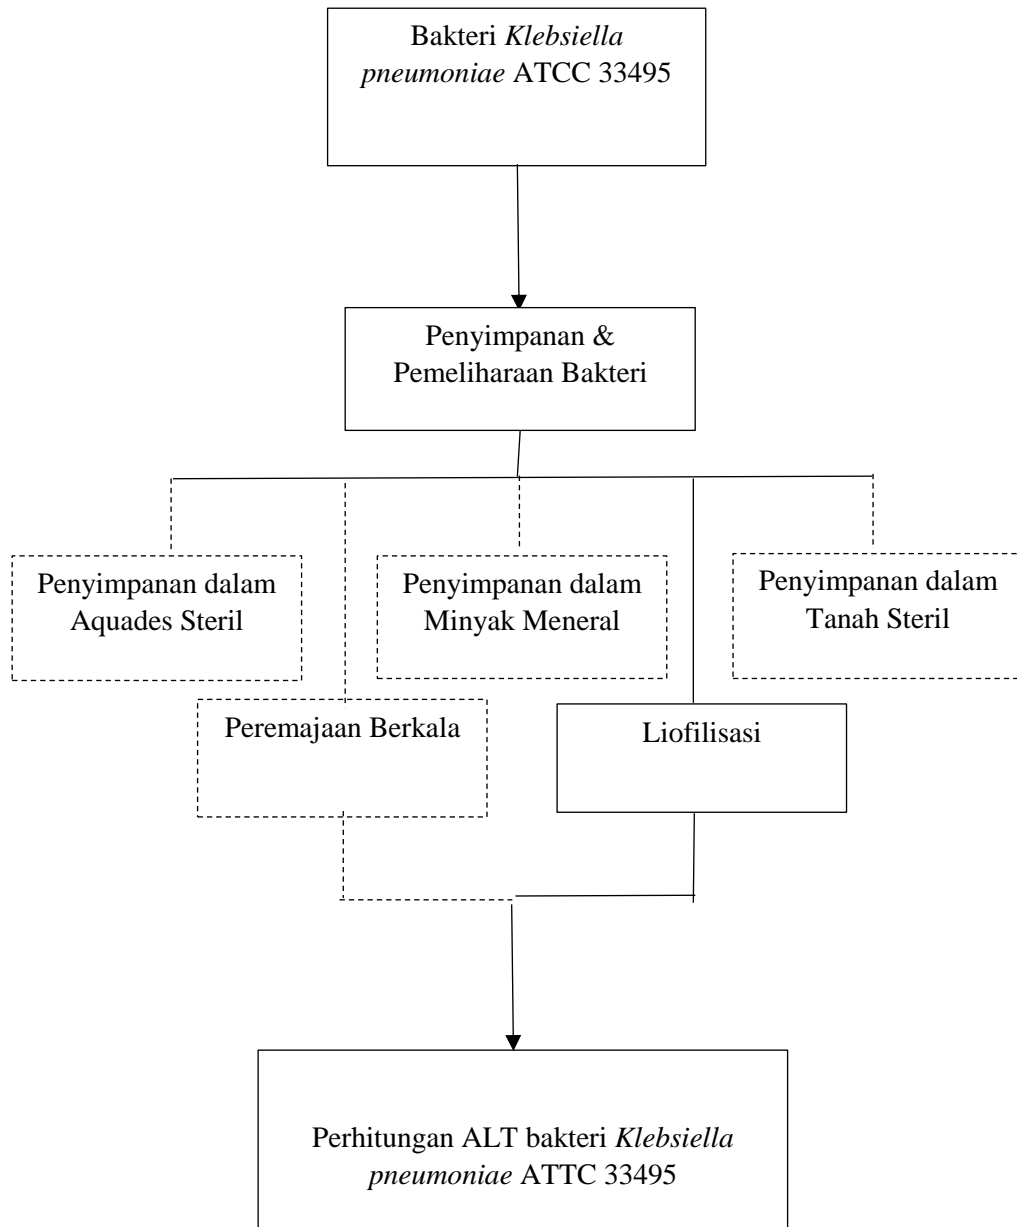 Bakteri Klebsiella
pneumoniae ATCC 33495
Penyimpanan &
Pemeliharaan Bakteri
Penyimpanan dalam
Aquades Steril
Penyimpanan dalam
Minyak Meneral
Penyimpanan dalam
Tanah Steril
Peremajaan Berkala
Liofilisasi
Perhitungan ALT bakteri Klebsiella
pneumoniae ATTC 33495